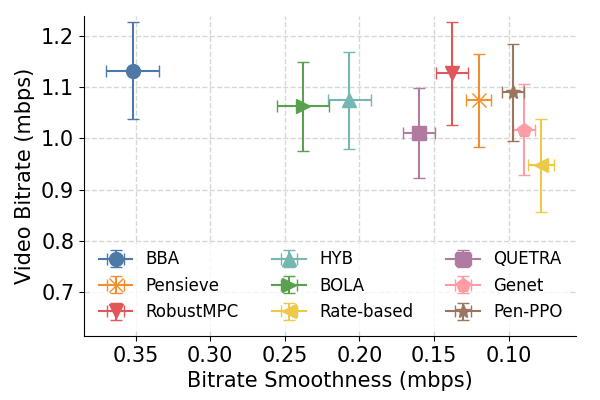 Video Bitrate (mbps)
1.2
1.1
1.0
0.9
0.8
0.7
BBA
HYB
QUETRA
Pensieve
BOLA
Genet
RobustMPC
Rate-based
Pen-PPO
0.35 0.30 0.25 0.20 0.15 0.10
Bitrate Smoothness (mbps)